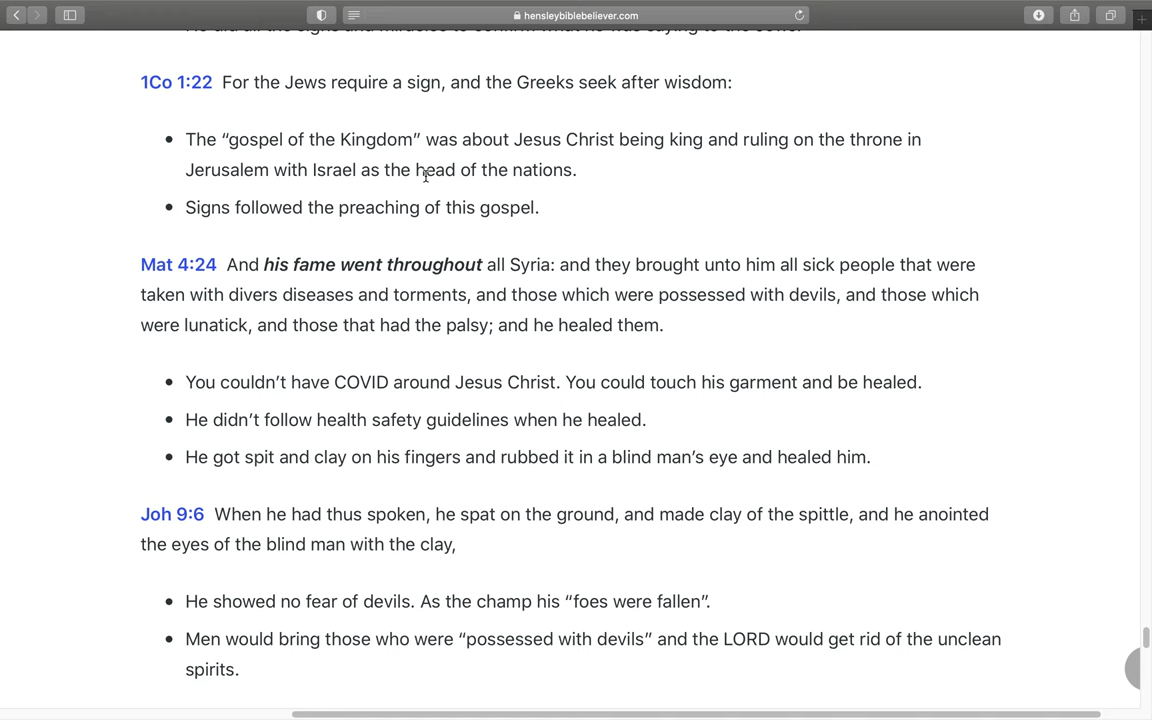 hensleybiblebeliever.com
1Co 1:22 For the Jews require a sign, and the Greeks seek after wisdom:
• The “gospel of the Kingdom” was about Jesus Christ being king and ruling on the throne in
Jerusalem with Israel as the head of the nations.
• Signs followed the preaching of this gospel.
Mat 4:24 And his fame went throughout all Syria: and they brought unto him all sick people that were
taken with divers diseases and torments, and those which were possessed with devils, and those which
were lunatick, and those that had the palsy; and he healed them.
• You couldn’t have COVID around Jesus Christ. You could touch his garment and be healed.
• He didn’t follow health safety guidelines when he healed.
• He got spit and clay on his fingers and rubbed it in a blind man’s eye and healed him.
Joh 9:6 When he had thus spoken, he spat on the ground, and made clay of the spittle, and he anointed
the eyes of the blind man with the clay,
• He showed no fear of devils. As the champ his “foes were fallen”.
• Men would bring those who were “possessed with devils” and the LORD would get rid of the unclean
spirits.